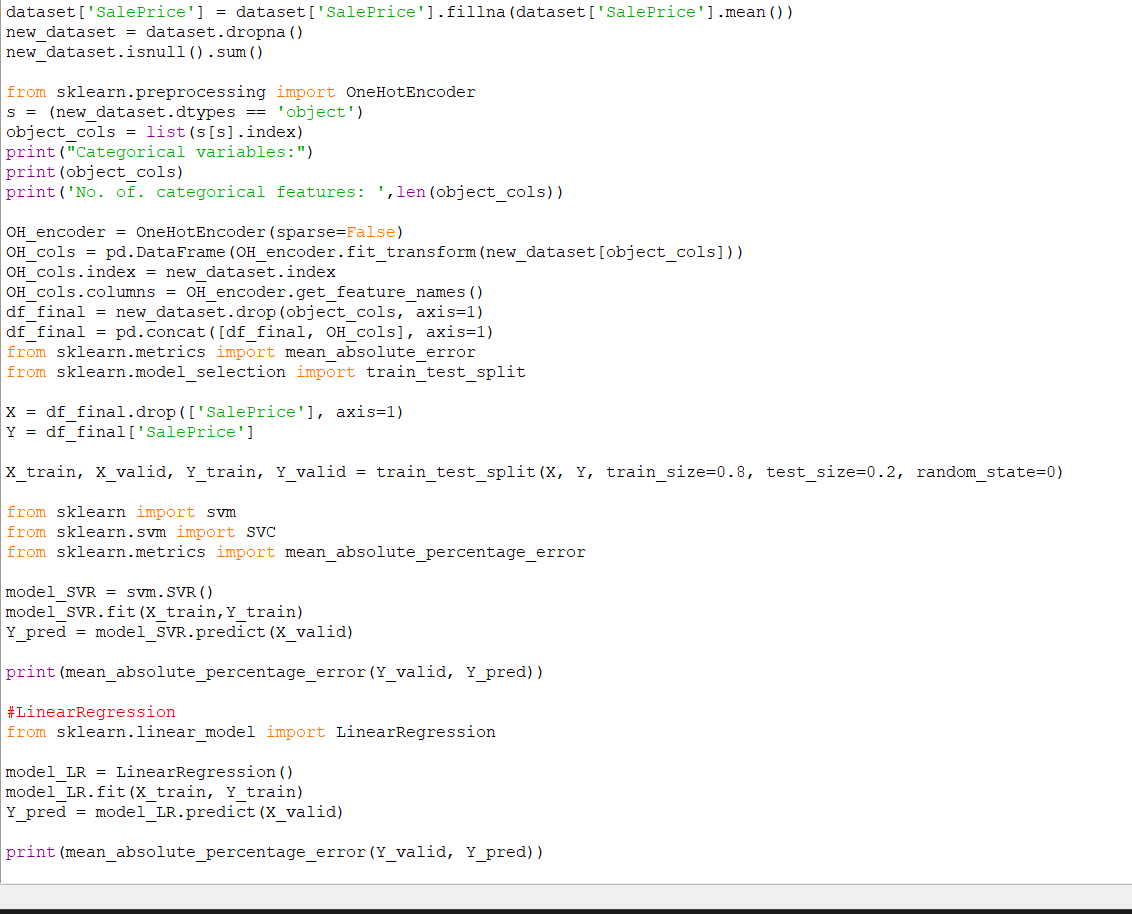 dataset['SalePrice'] = dataset['SalePrice'].fillna(dataset['SalePrice'].mean())
new_dataset = dataset.dropna()
new_dataset.isnull().sum()
from sklearn.preprocessing import OneHotEncoder
s = (new_dataset.dtypes == 'object')
object_cols = list(s[s].index)
print("Categorical variables:")
print(object_cols)
print('No. of. categorical features: ',len(object_cols))
OH_encoder = OneHotEncoder(sparse=False)
OH_cols = pd.DataFrame(OH_encoder.fit_transform(new_dataset[object_cols]))
OH_cols.index = new_dataset.index
OH_cols.columns = OH_encoder.get_feature_names()
df_final = new_dataset.drop(object_cols, axis=1)
df_final = pd.concat([df_final, OH_cols], axis=1)
from sklearn.metrics import mean_absolute_error
from sklearn.model_selection import train_test_split
X = df_final.drop(['SalePrice'], axis=1)
Y = df_final['SalePrice']
X_train, X_valid, Y_train, Y_valid = train_test_split(X, Y, train_size=0.8, test_size=0.2, random_state=0)
from sklearn import svm
from sklearn.svm import SVC
from sklearn.metrics import mean_absolute_percentage_error
model_SVR = svm.SVR()
model_SVR.fit(X_train,Y_train)
Y_pred = model_SVR.predict(X_valid)
print(mean_absolute_percentage_error(Y_valid, Y_pred))
#LinearRegression
from sklearn.linear_model import LinearRegression
model_LR = LinearRegression()
model_LR.fit(X_train, Y_train)
Y_pred = model_LR.predict(X_valid)
print(mean_absolute_percentage_error(Y_valid, Y_pred))